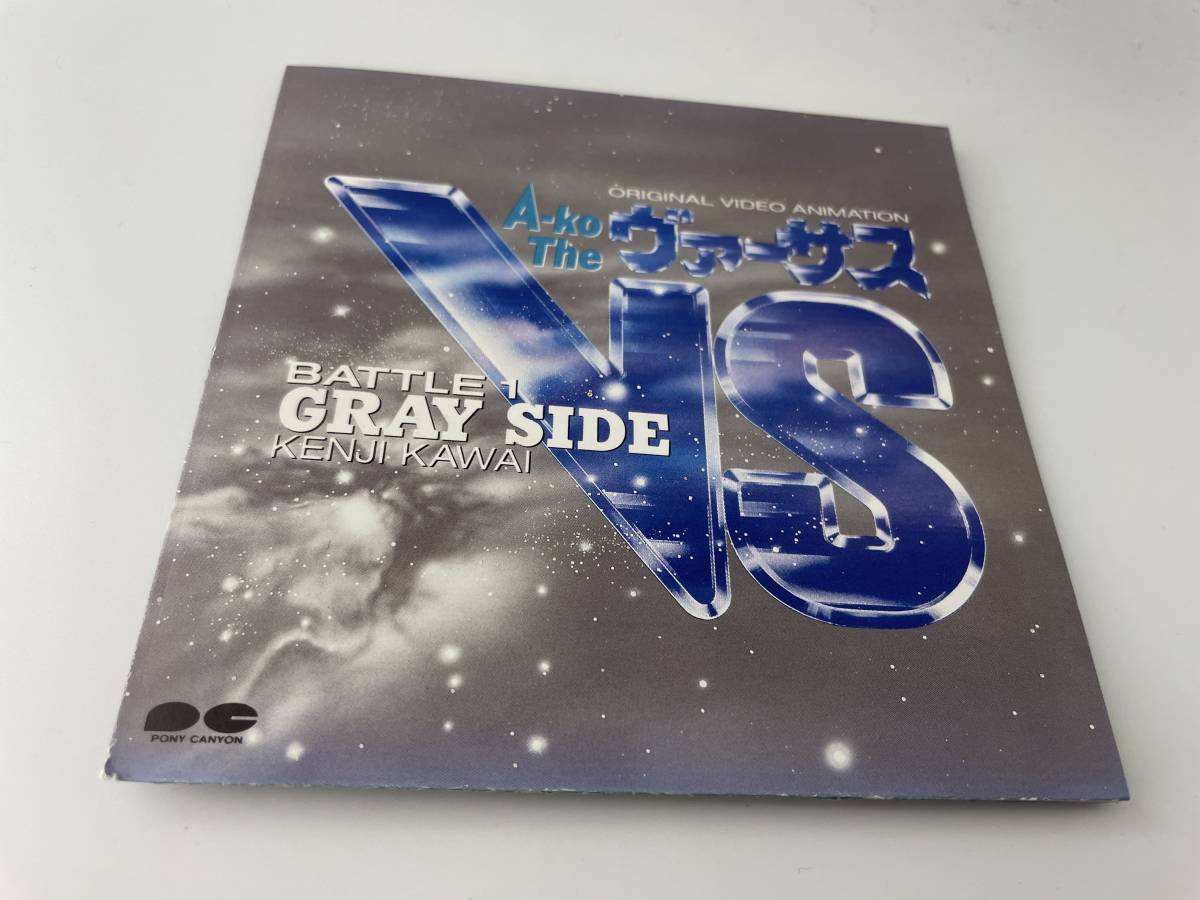 ORIGINAL VIDEO ANIMATION
A-ko
The
ヴァーサス
VS
BATTLE 1
GRAY SIDE
KENJI KAWAI
PC
PONY CANYON